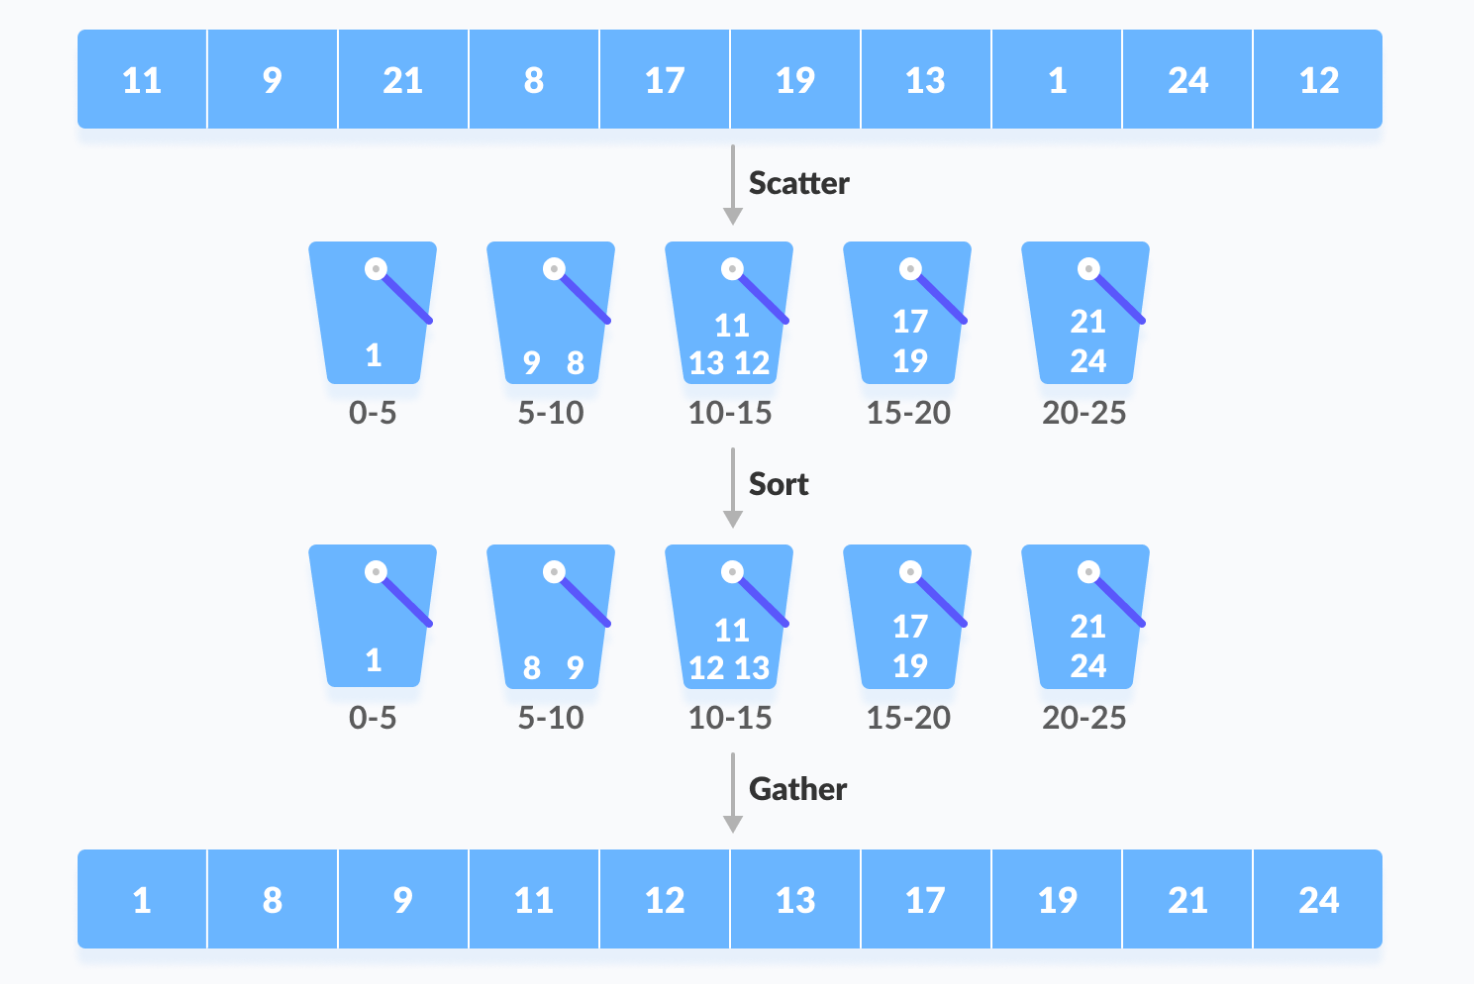 11 9 21 8 17 19 13 1 24 12
Scatter
11 17 21
1 9 8 13 12 19 24
0-5 5-10 10-15 15-20 20-25
Sort
11 17 21
1 8 9 12 13 19 24
0-5 5-10 10-15 15-20 20-25
Gather
1 8 9 11 12 13 17 19 21 24